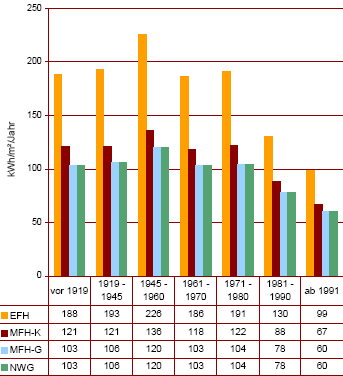 250
200
150
100
50
0
kWh/m²/Jahr
vor 1919 1919 - 1945 1945 - 1960 1961 - 1970 1971 - 1980 1981 - 1990 ab 1991
EFH 188 193 226 186 191 130 99
MFH-K 121 121 136 118 122 88 67
MFH-G 103 106 120 103 104 78 60
NWG 103 106 120 103 104 78 60